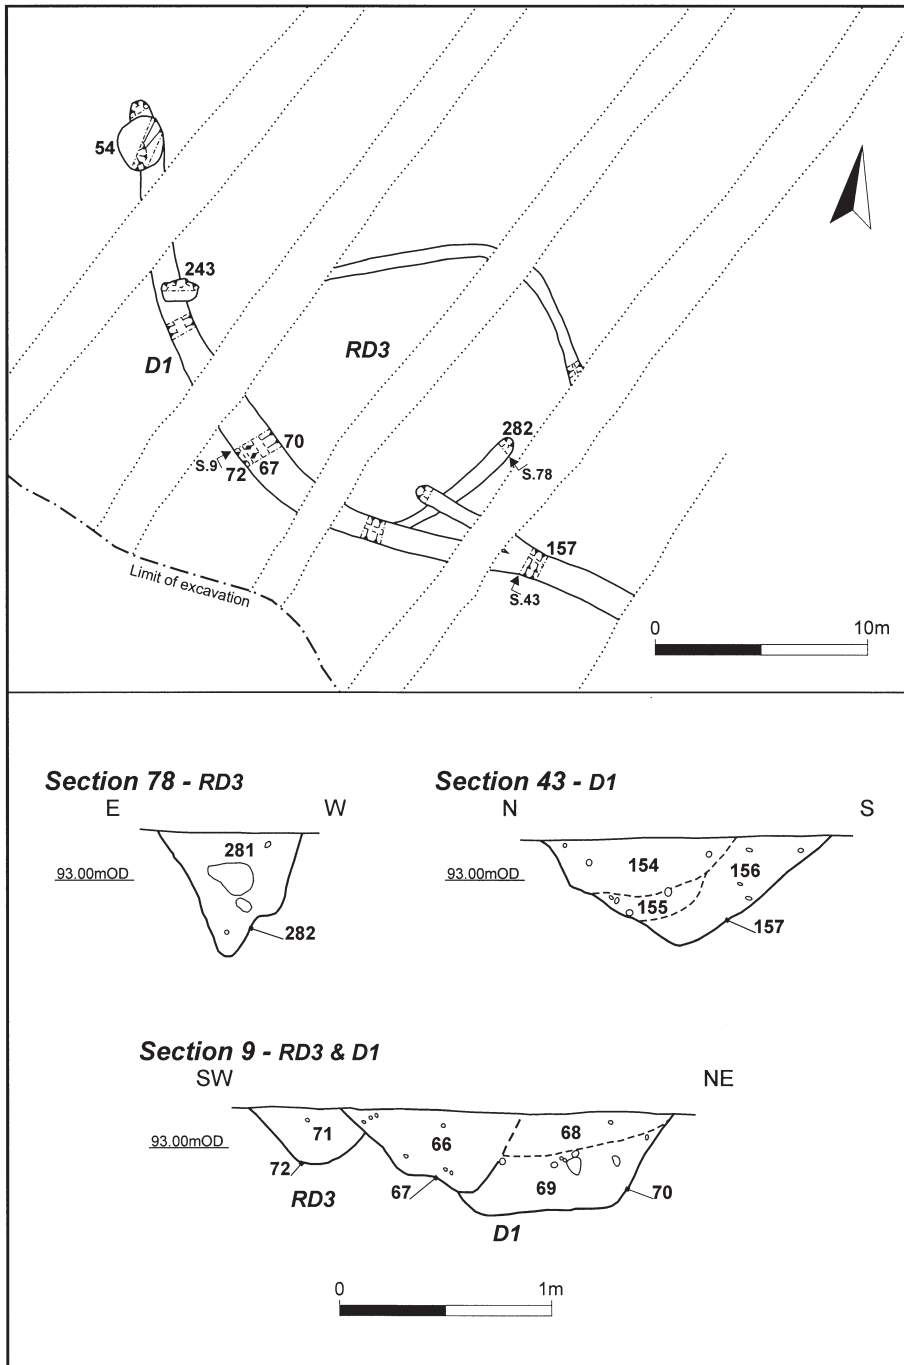 54
243
D1
RD3
282
70
S.9
72
67
S.78
157
Limit of excavation
S.43
0 10m
Section 78 - RD3
E W
281
93.00mOD
282
Section 43 - D1
N S
154
156
93.00mOD
155
157
Section 9 - RD3 & D1
SW NE
71
66
68
93.00mOD
72
67
69
70
RD3
D1
0 1m